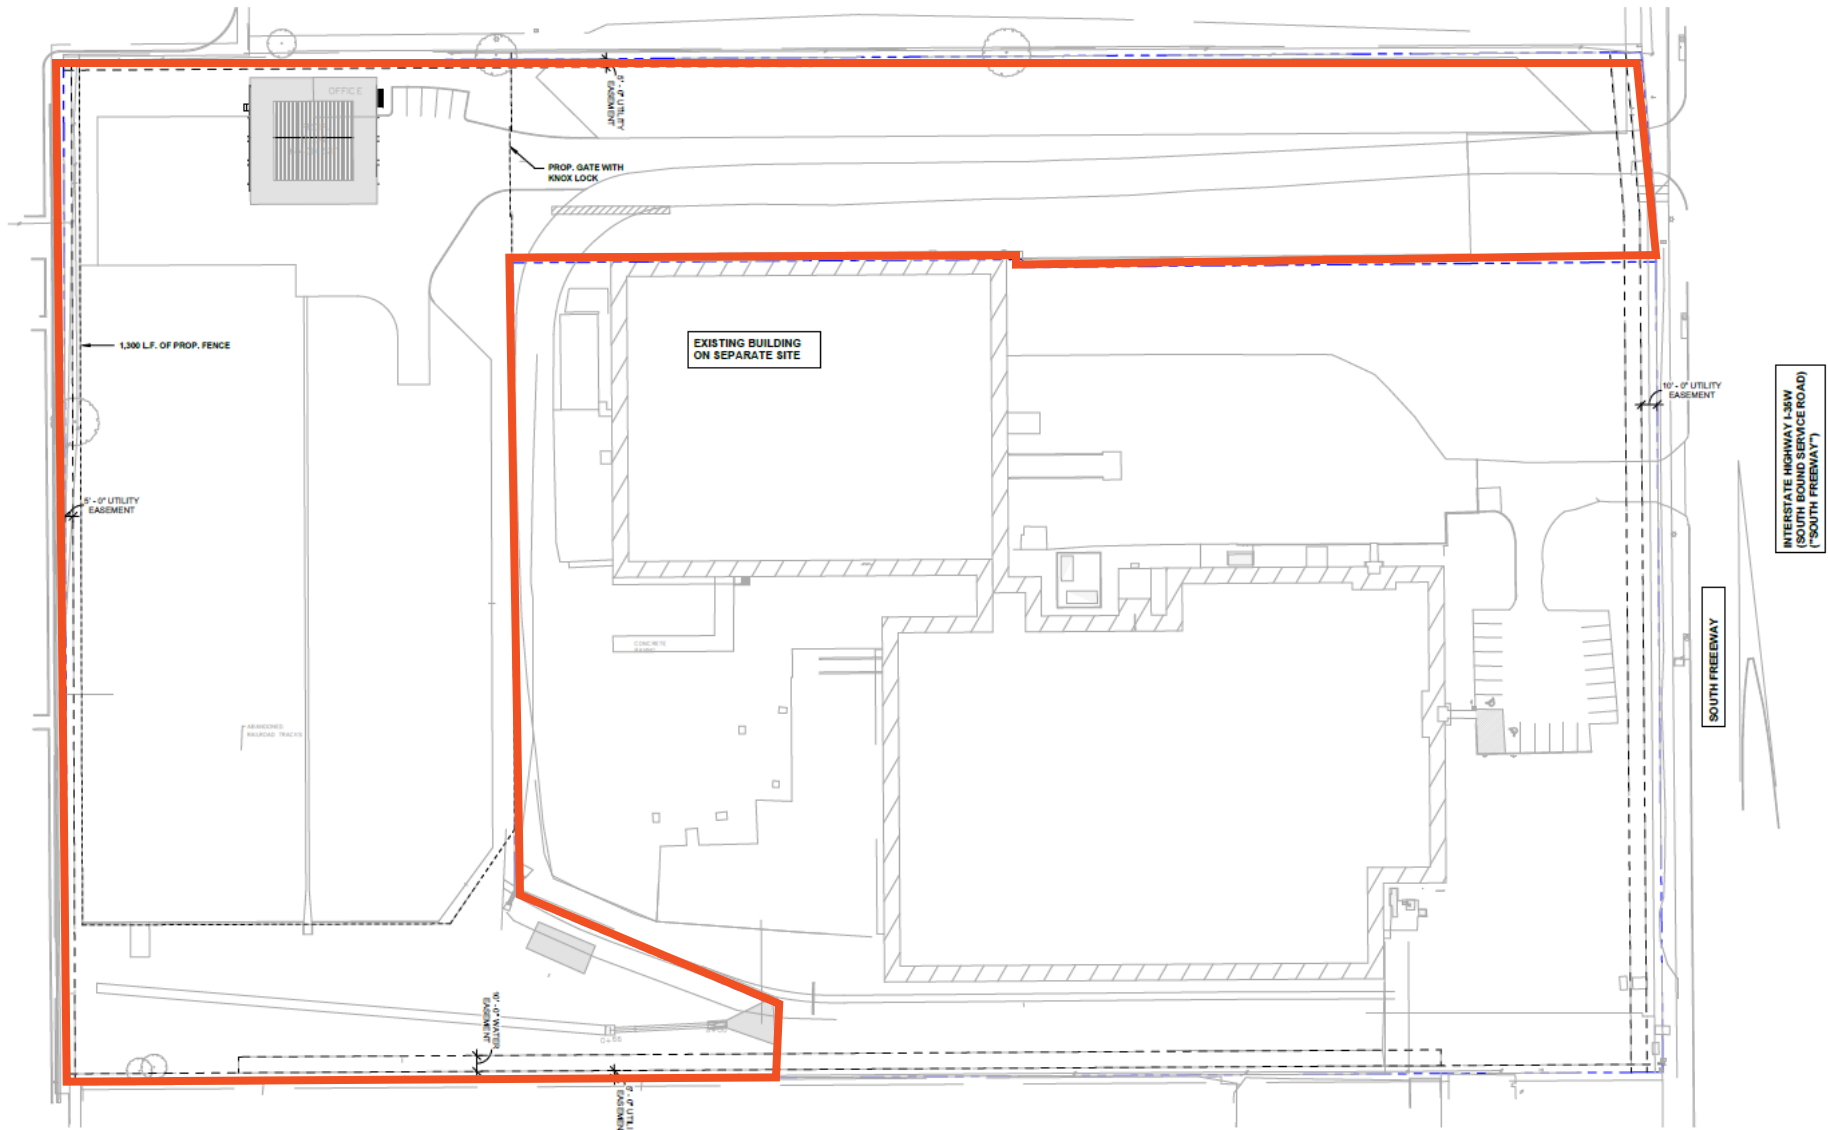 OFFICE
5' - 0" UTILITY
EASEMENT
PROP. GATE WITH
KNOX LOCK
1,300 L.F. OF PROP. FENCE
EXISTING BUILDING
ON SEPARATE SITE
10' - 0" UTILITY
EASEMENT
INTERSTATE HIGHWAY I-35W
(SOUTH BOUND SERVICE ROAD)
("SOUTH FREEWAY")
5' - 0" UTILITY
EASEMENT
SOUTH FREEEWAY
CONCRETE
ABANDONED
RAILROAD TRACKS
10' - 0" WATER
EASEMENT